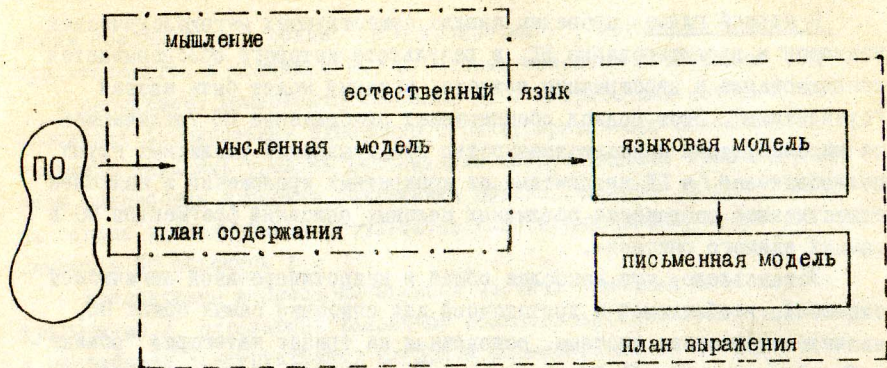 мышление
естественный язык
ПО
мысленная модель
языковая модель
план содержания
письменная модель
план выражения